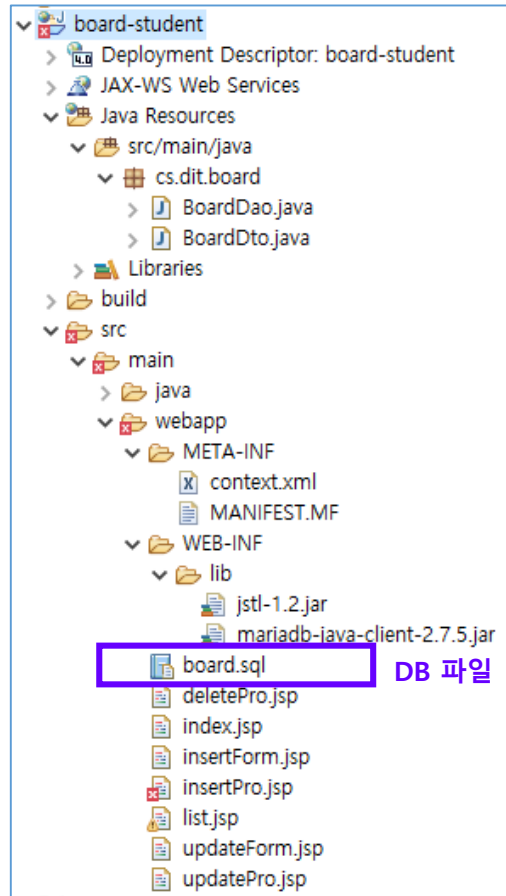 board-student
Deployment Descriptor: board-student
JAX-WS Web Services
Java Resources
src/main/java
cs.dit.board
BoardDao.java
BoardDto.java
Libraries
build
src
main
java
webapp
META-INF
context.xml
MANIFEST.MF
WEB-INF
lib
jstl-1.2.jar
mariadb-java-client-2.7.5.jar
board.sql DB 파일
deletePro.jsp
index.jsp
insertForm.jsp
insertPro.jsp
list.jsp
updateForm.jsp
updatePro.jsp